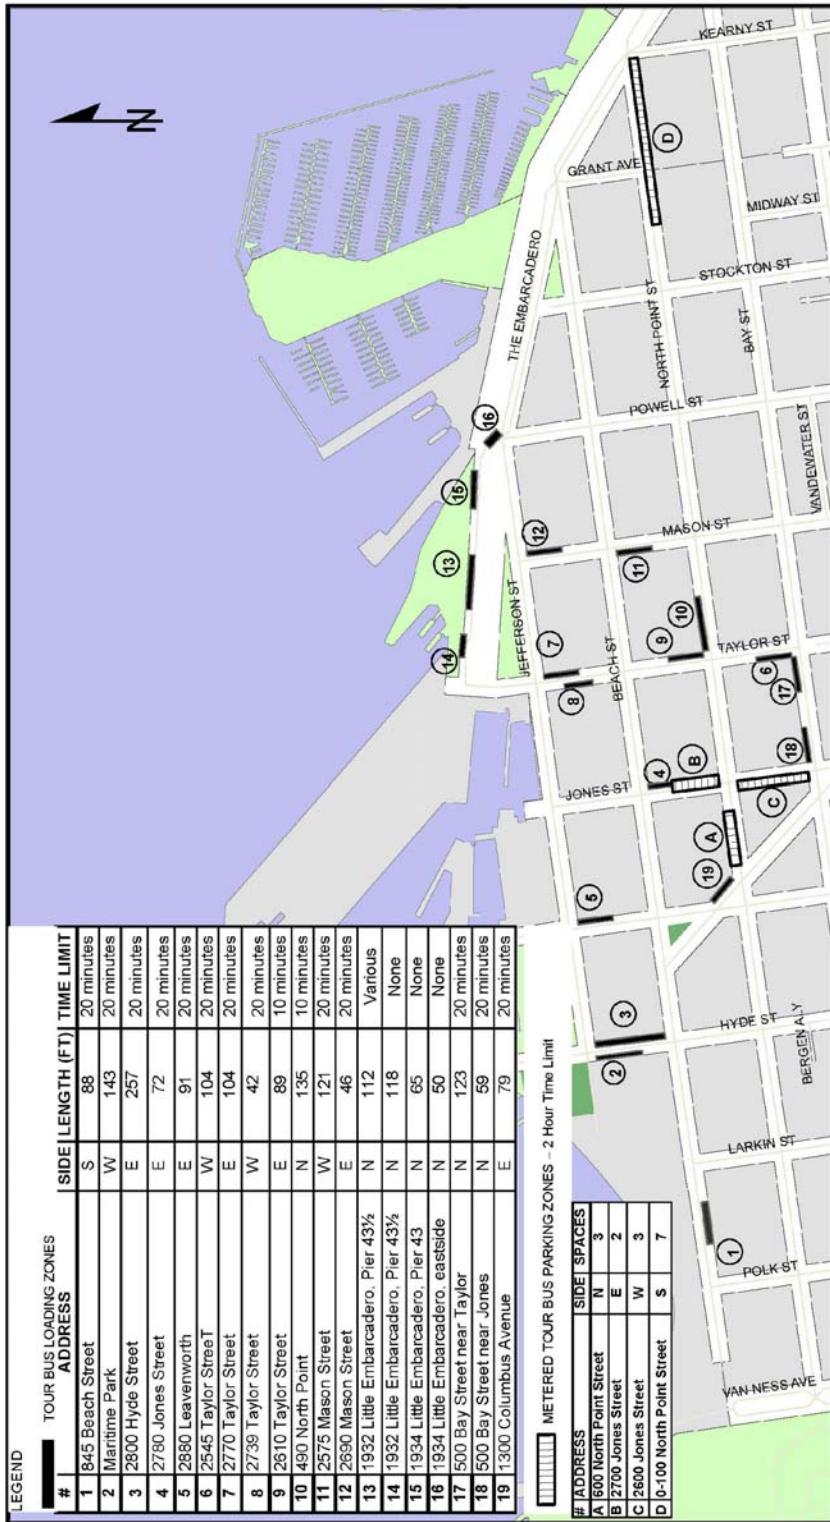 LEGEND
TOUR BUS LOADING ZONES
# ADDRESS SIDE LENGTH (FT) TIME LIMIT
1 845 Beach Street S 88 20 minutes
2 Maritime Park W 143 20 minutes
3 2800 Hyde Street E 257 20 minutes
4 2780 Jones Street E 72 20 minutes
5 2880 Leavenworth E 91 20 minutes
6 2545 Taylor StreeT W 104 20 minutes
7 2770 Taylor Street E 104 20 minutes
8 2739 Taylor Street W 42 20 minutes
9 2610 Taylor Street E 89 10 minutes
10 490 North Point N 135 10 minutes
11 2575 Mason Street W 121 20 minutes
12 2690 Mason Street E 46 20 minutes
13 1932 Little Embarcadero, Pier 43½ N 112 Various
14 1932 Little Embarcadero, Pier 43½ N 118 None
15 1934 Little Embarcadero, Pier 43 N 65 None
16 1934 Little Embarcadero, eastside N 50 None
17 500 Bay Street near Taylor N 123 20 minutes
18 500 Bay Street near Jones N 59 20 minutes
19 1300 Columbus Avenue E 79 20 minutes
METERED TOUR BUS PARKING ZONES – 2 Hour Time Limit
# ADDRESS SIDE SPACES
A 600 North Point Street N 3
B 2700 Jones Street E 2
C 2600 Jones Street W 3
D 0-100 North Point Street S 7
N
THE EMBARCADERO
KEARNY ST
GRANT AVE
MIDWAY ST
STOCKTON ST
NORTH POINT ST
BAY ST
POWELL ST
VANDEWATER ST
MASON ST
JEFFERSON ST
BEACH ST
TAYLOR ST
JONES ST
HYDE ST
BERGEN ALY
LARKIN ST
POLK ST
VAN NESS AVE
1
2
3
4
5
6
7
8
9
10
11
12
13
14
15
16
17
18
19
A
B
C
D